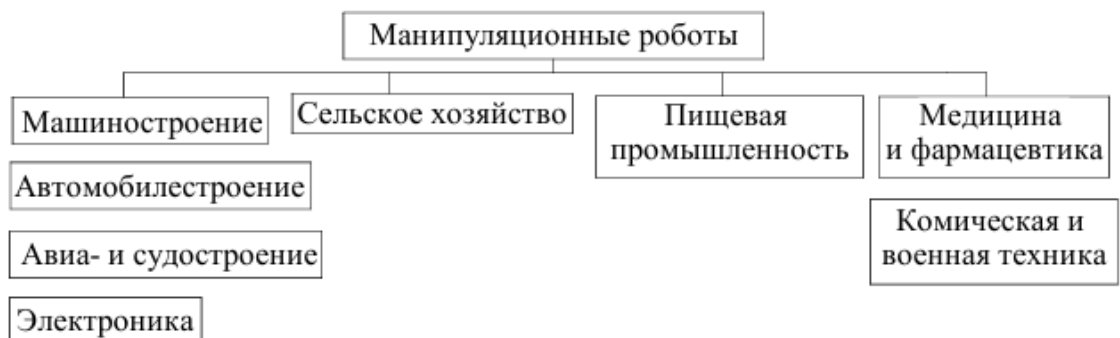 Манипуляционные роботы
Машиностроение
Сельское хозяйство
Пищевая
промышленность
Медицина
и фармацевтика
Автомобилестроение
Комическая и
военная техника
Авиа- и судостроение
Электроника